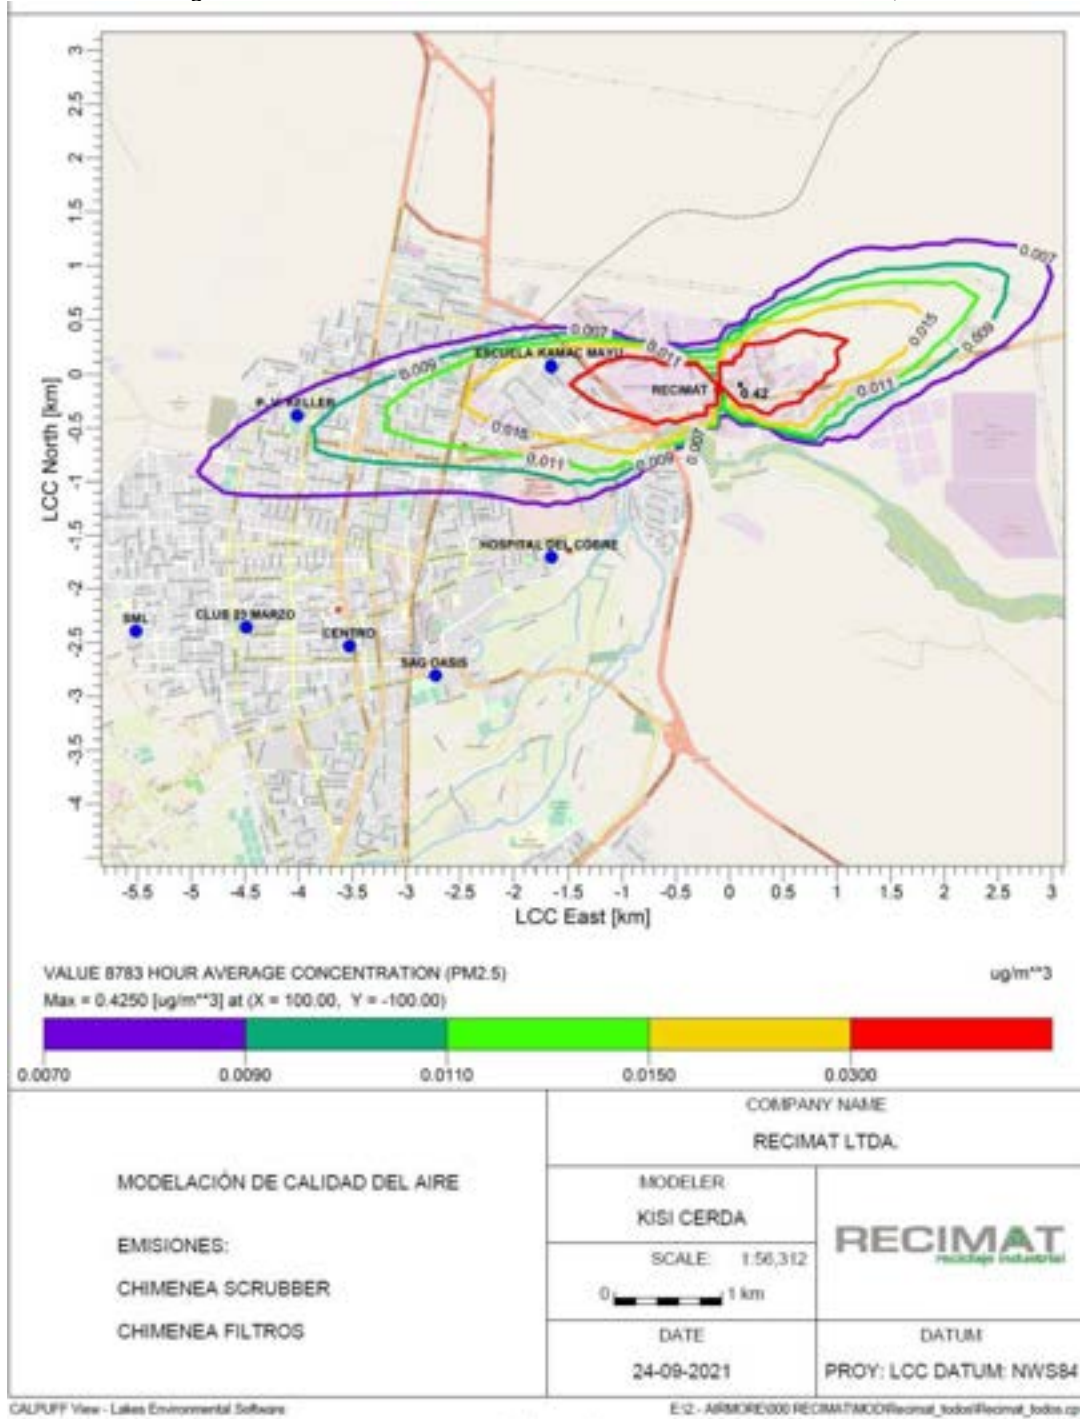 3
2.5
2
1.5
1
0.5
0
-0.5
-1
-1.5
-2
-2.5
-3
-3.5
-4
LCC North [km]
0.007
0.007
0.009
0.011
0.015
0.009
0.011
0.015
0.011
0.009
0.007
ESCUELA KAMAC MAYU
RECIMAT
0.42
P. V. KELLER
HOSPITAL DEL COBRE
SML
CLUB 23 MARZO
CENTRO
SAG OASIS
-5.5 -5 -4.5 -4 -3.5 -3 -2.5 -2 -1.5 -1 -0.5 0 0.5 1 1.5 2 2.5 3
LCC East [km]
VALUE 8783 HOUR AVERAGE CONCENTRATION (PM2.5) ug/m**3
Max = 0.4250 [ug/m**3] at (X = 100.00, Y = -100.00)
0.0070 0.0090 0.0110 0.0150 0.0300
MODELACIÓN DE CALIDAD DEL AIRE
EMISIONES:
CHIMENEA SCRUBBER
CHIMENEA FILTROS
COMPANY NAME
RECIMAT LTDA.
MODELER
KISI CERDA
SCALE: 1:56,312
0 1 km
DATE
24-09-2021
RECIMAT
reciclaje industrial
DATUM
PROY: LCC DATUM: NWS84
CALPUFF View - Lakes Environmental Software